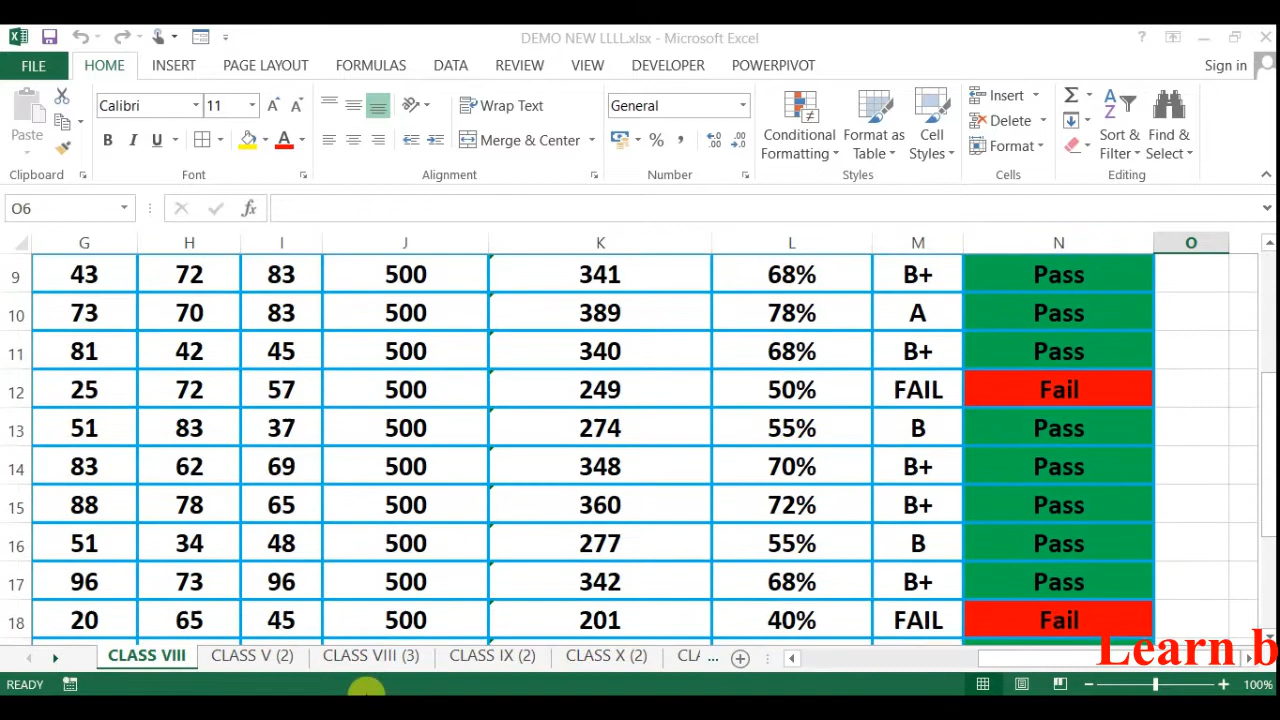 DEMO NEW LLLL.xlsx - Microsoft Excel
?
FILE HOME INSERT PAGE LAYOUT FORMULAS DATA REVIEW VIEW DEVELOPER POWERPIVOT Sign in
Paste
Calibri 11
B I U
Wrap Text
Merge & Center
General
%
Conditional Formatting
Format as Table
Cell Styles
Insert
Delete
Format
Sort & Filter
Find & Select
Clipboard Font Alignment Number Styles Cells Editing
O6 fx
G H I J K L M N O
9 43 72 83 500 341 68% B+ Pass
10 73 70 83 500 389 78% A Pass
11 81 42 45 500 340 68% B+ Pass
12 25 72 57 500 249 50% FAIL Fail
13 51 83 37 500 274 55% B Pass
14 83 62 69 500 348 70% B+ Pass
15 88 78 65 500 360 72% B+ Pass
16 51 34 48 500 277 55% B Pass
17 96 73 96 500 342 68% B+ Pass
18 20 65 45 500 201 40% FAIL Fail
Learn b
CLASS VIII CLASS V (2) CLASS VIII (3) CLASS IX (2) CLASS X (2) CL ...
READY 100%